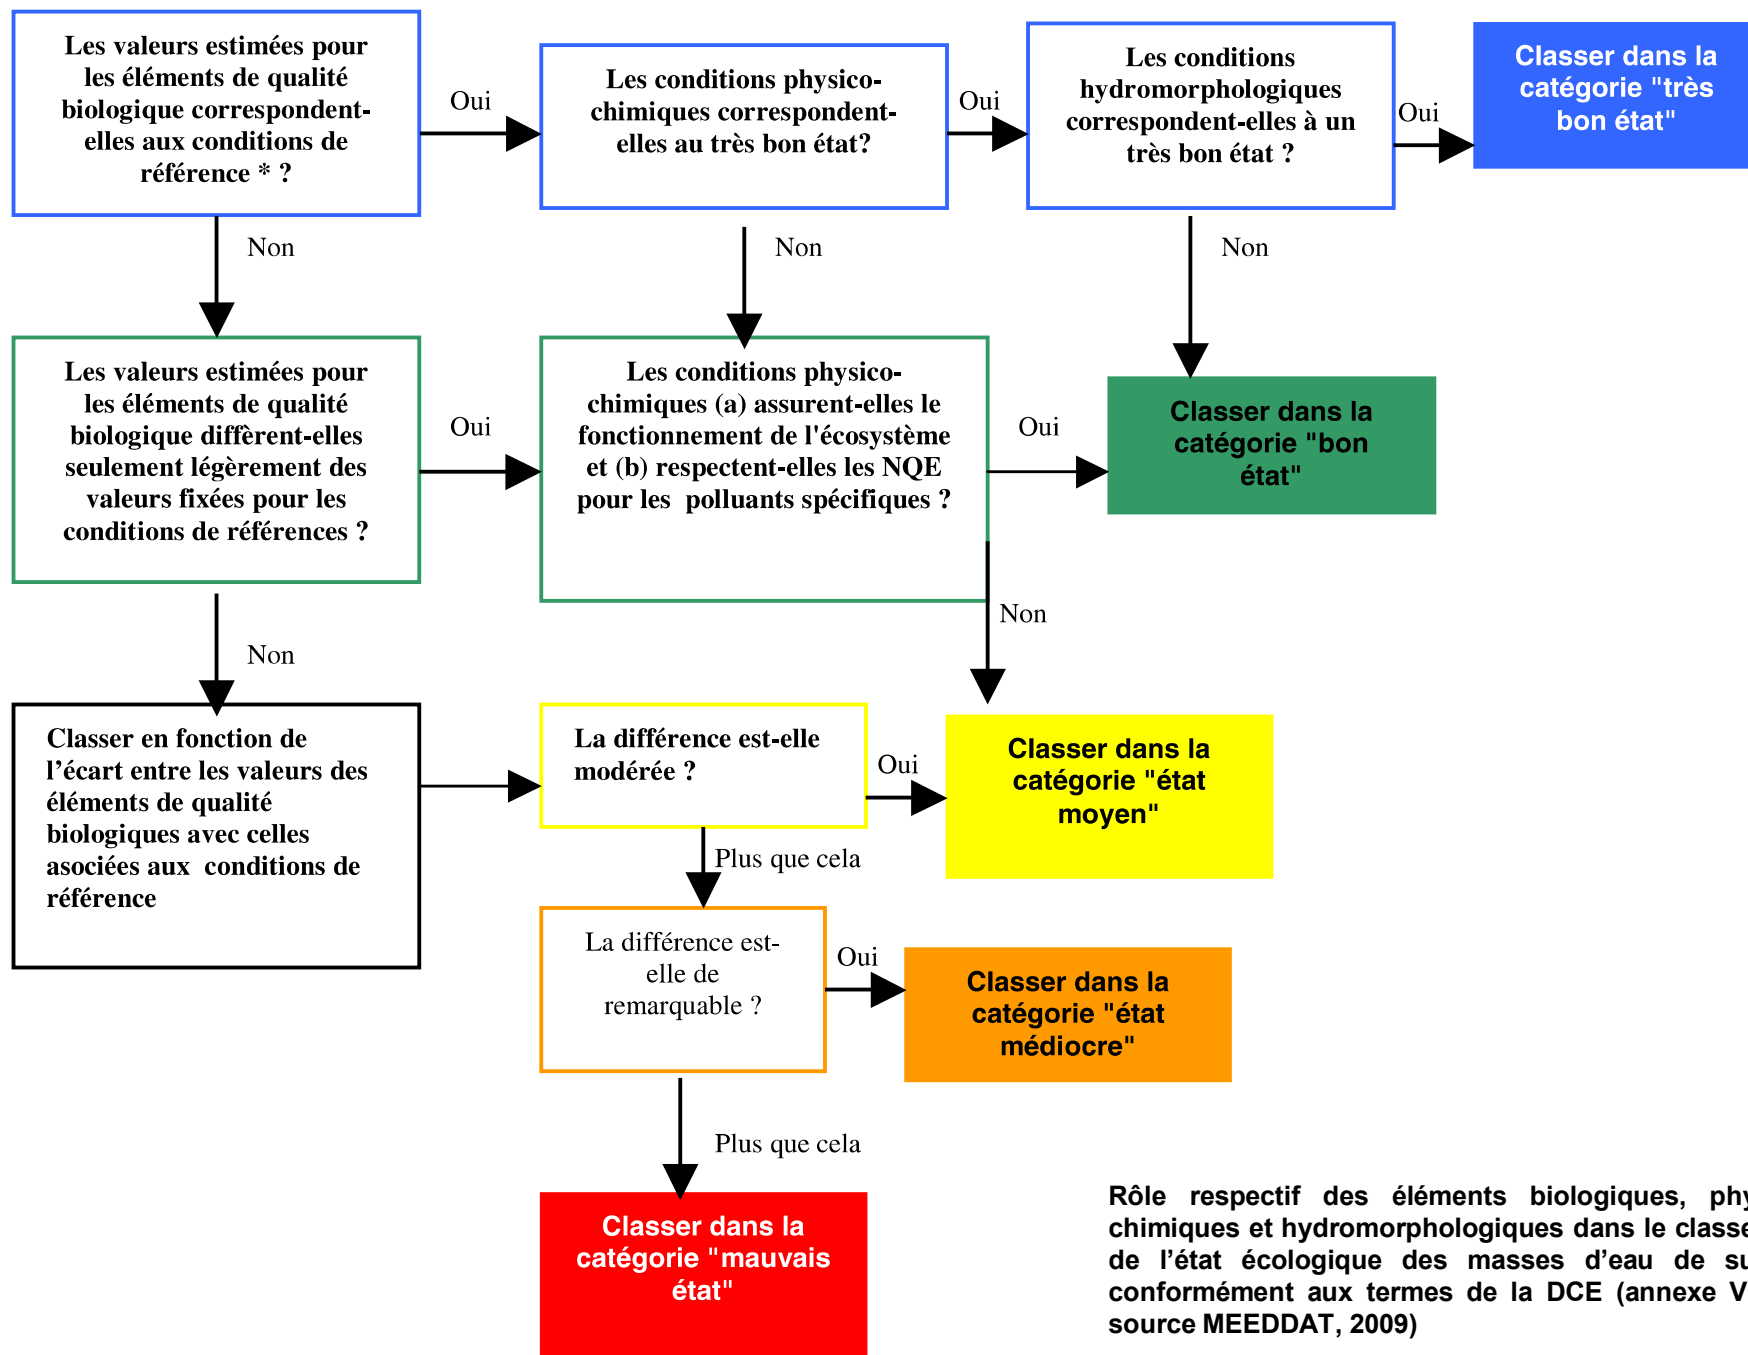 Les valeurs estimées pour
les éléments de qualité
biologique correspondent-
elles aux conditions de
référence * ?
Oui
Les conditions physico-
chimiques correspondent-
elles au très bon état?
Oui
Les conditions
hydromorphologiques
correspondent-elles à un
très bon état ?
Oui
Classer dans la
catégorie "très
bon état"
Non
Non
Non
Les valeurs estimées pour
les éléments de qualité
biologique diffèrent-elles
seulement légèrement des
valeurs fixées pour les
conditions de références ?
Oui
Les conditions physico-
chimiques (a) assurent-elles le
fonctionnement de l'écosystème
et (b) respectent-elles les NQE
pour les polluants spécifiques ?
Oui
Classer dans la
catégorie "bon
état"
Non
Non
Classer en fonction de
l’écart entre les valeurs des
éléments de qualité
biologiques avec celles
asociées aux conditions de
référence
La différence est-elle
modérée ?
Oui
Classer dans la
catégorie "état
moyen"
Plus que cela
La différence est-
elle de
remarquable ?
Oui
Classer dans la
catégorie "état
médiocre"
Plus que cela
Classer dans la
catégorie "mauvais
état"
Rôle respectif des éléments biologiques, phy
chimiques et hydromorphologiques dans le classe
de l’état écologique des masses d’eau de su
conformément aux termes de la DCE (annexe V
source MEEDDAT, 2009)